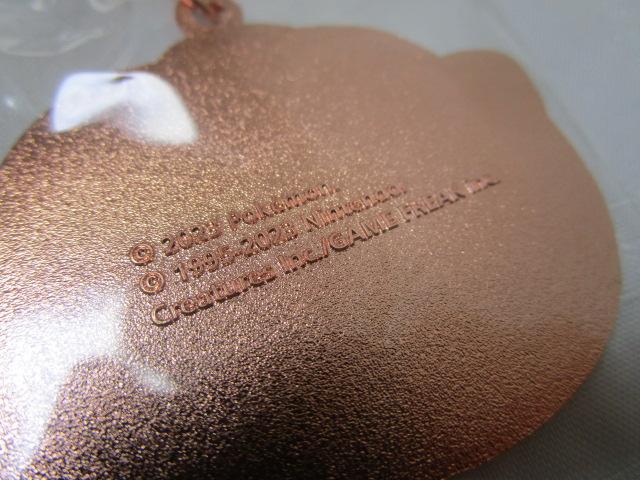 © 2023 Pokémon.
© 1995-2023 Nintendo/
Creatures Inc./GAME FREAK inc.